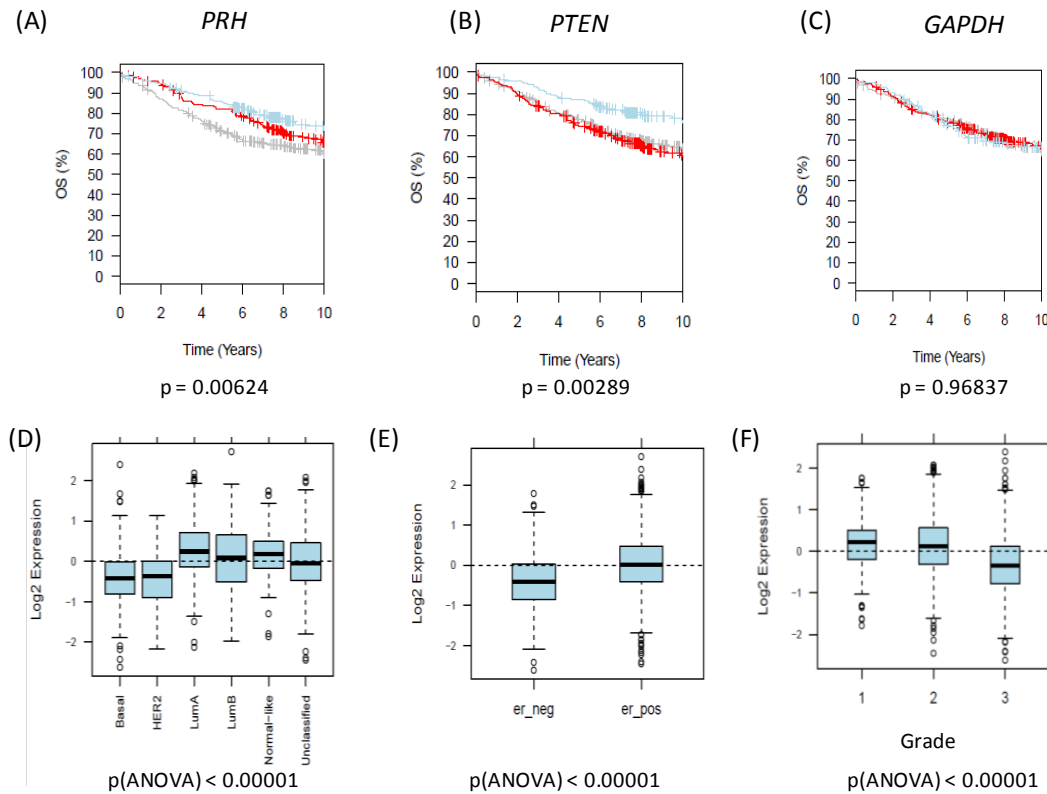 (A) PRH (B) PTEN (C) GAPDH
100
90
80
70
60
50
40
30
20
10
0
OS (%)
0 2 4 6 8 10
Time (Years)
p = 0.00624
100
90
80
70
60
50
40
30
20
10
0
OS (%)
0 2 4 6 8 10
Time (Years)
p = 0.00289
100
90
80
70
60
50
40
30
20
10
0
OS (%)
0 2 4 6 8 10
Time (Years)
p = 0.96837
(D)
2
1
0
−1
−2
Log2 Expression
Basal
HER2
LumA
LumB
Normal-like
Unclassified
p(ANOVA) < 0.00001
(E)
2
1
0
−1
−2
Log2 Expression
er_neg er_pos
p(ANOVA) < 0.00001
(F)
2
1
0
−1
−2
Log2 Expression
1 2 3
Grade
p(ANOVA) < 0.00001